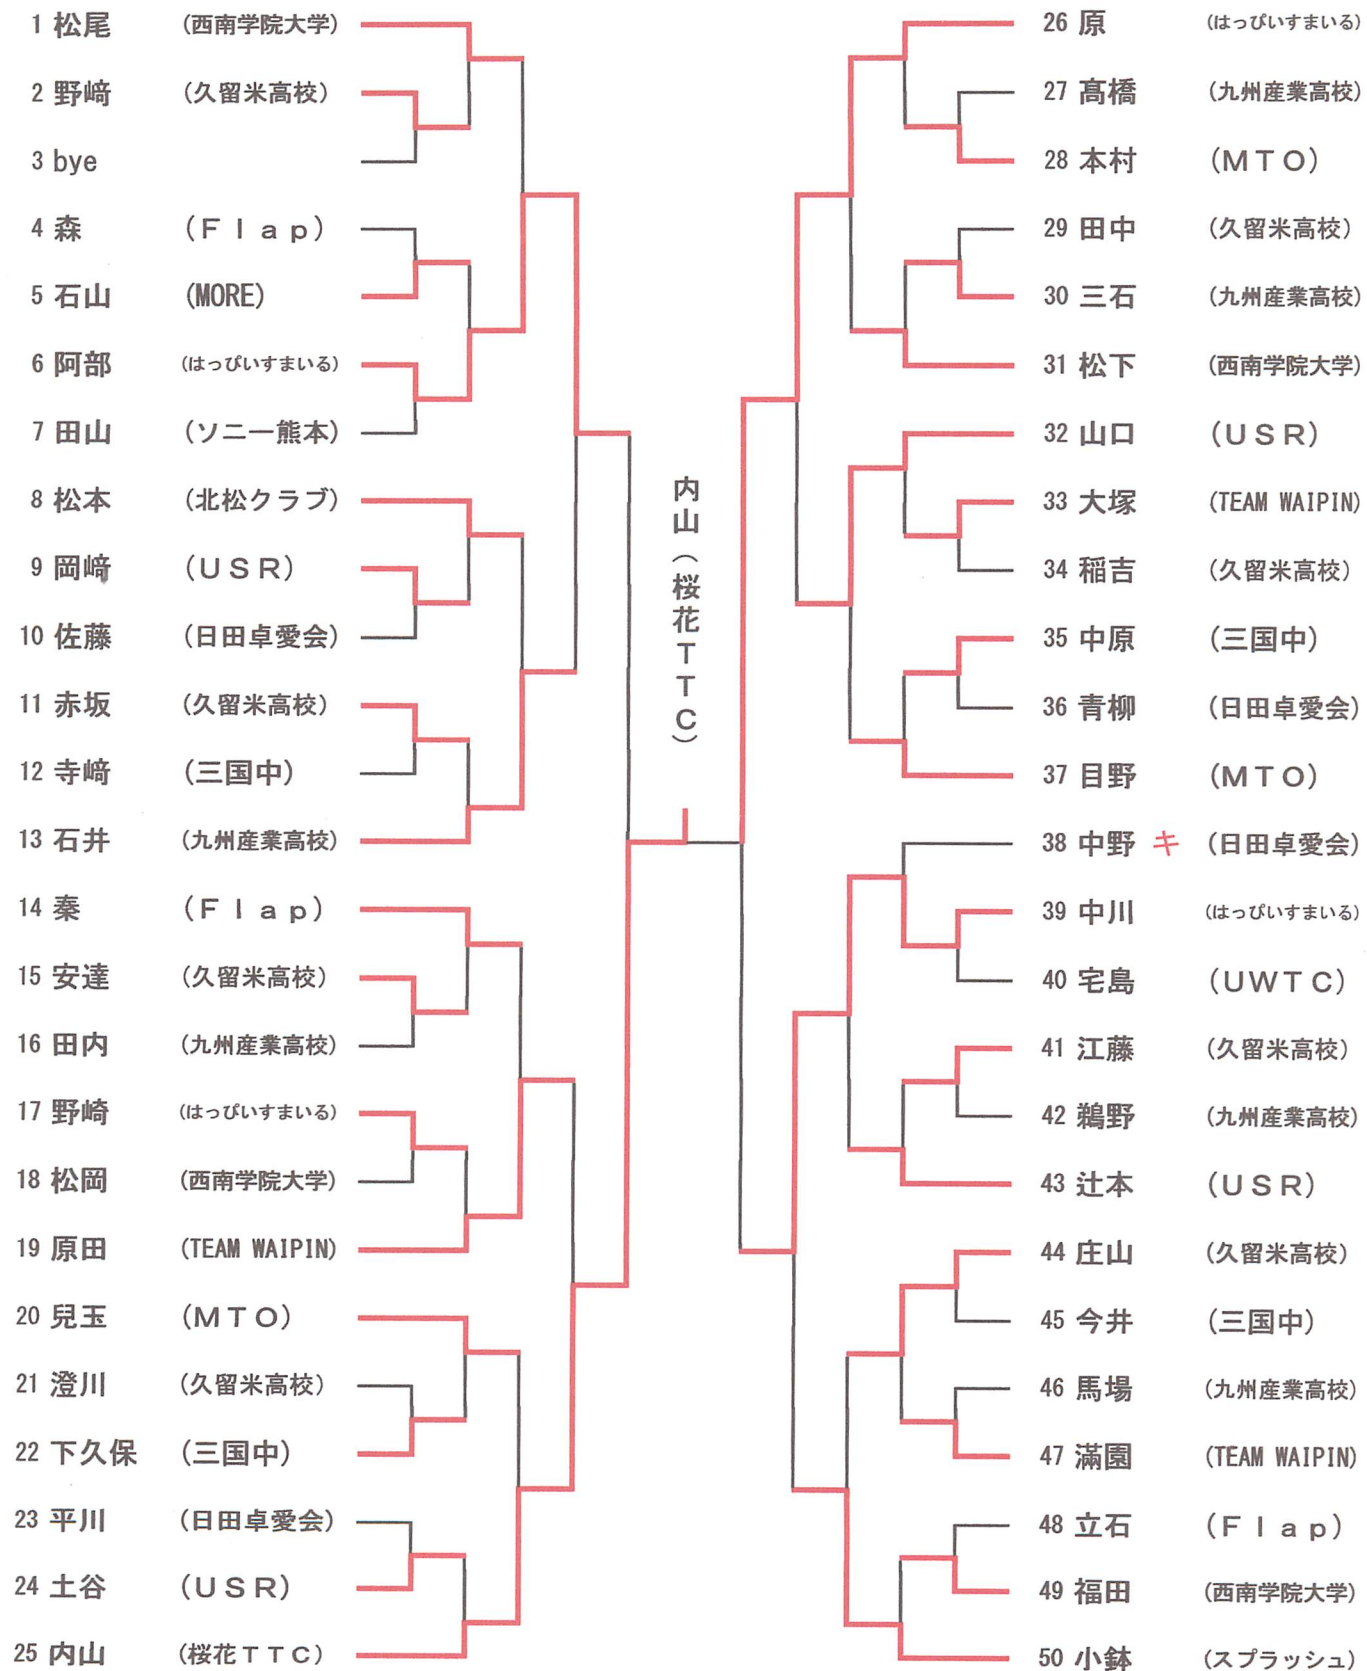 1 松尾 (西南学院大学)
2 野﨑 (久留米高校)
3 bye
4 森 (Flap)
5 石山 (MORE)
6 阿部 (はっぴいすまいる)
7 田山 (ソニー熊本)
8 松本 (北松クラブ)
9 岡﨑 (USR)
10 佐藤 (日田卓愛会)
11 赤坂 (久留米高校)
12 寺﨑 (三国中)
13 石井 (九州産業高校)
14 秦 (Flap)
15 安達 (久留米高校)
16 田内 (九州産業高校)
17 野崎 (はっぴいすまいる)
18 松岡 (西南学院大学)
19 原田 (TEAM WAIPIN)
20 兒玉 (MTO)
21 澄川 (久留米高校)
22 下久保 (三国中)
23 平川 (日田卓愛会)
24 土谷 (USR)
25 内山 (桜花TTC)
内山(桜花TTC)
26 原 (はっぴいすまいる)
27 髙橋 (九州産業高校)
28 本村 (MTO)
29 田中 (久留米高校)
30 三石 (九州産業高校)
31 松下 (西南学院大学)
32 山口 (USR)
33 大塚 (TEAM WAIPIN)
34 稲吉 (久留米高校)
35 中原 (三国中)
36 青柳 (日田卓愛会)
37 目野 (MTO)
38 中野 キ (日田卓愛会)
39 中川 (はっぴいすまいる)
40 宅島 (UWTC)
41 江藤 (久留米高校)
42 鵜野 (九州産業高校)
43 辻本 (USR)
44 庄山 (久留米高校)
45 今井 (三国中)
46 馬場 (九州産業高校)
47 滿園 (TEAM WAIPIN)
48 立石 (Flap)
49 福田 (西南学院大学)
50 小鉢 (スプラッシュ)